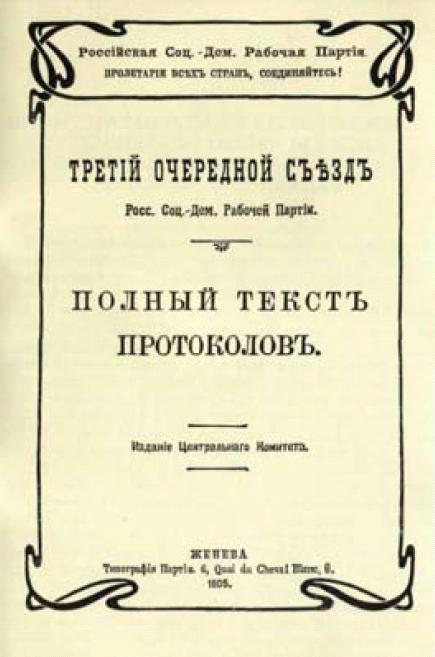 Россійская Соц.-Дем. Рабочая Партія.
ПРОЛЕТАРІИ ВСѢХЪ СТРАНЪ, СОЕДИНЯЙТЕСЬ!
ТРЕТІЙ ОЧЕРЕДНОЙ СЪѢЗДЪ
Росс. Соц.-Дем. Рабочей Партіи.
ПОЛНЫЙ ТЕКСТЪ
ПРОТОКОЛОВЪ.
Изданіе Центральнаго Комитета.
ЖЕНЕВА
Типографія Партіи. 6, Quai du Cheval Blanc, 6.
1905.